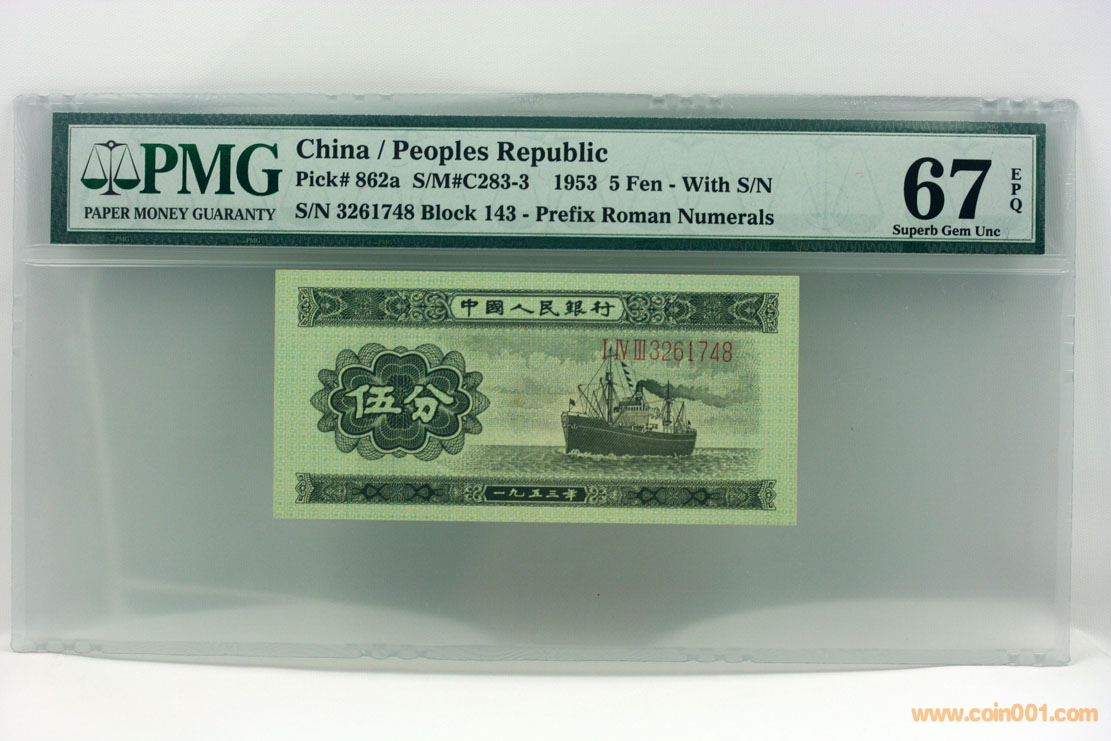 PMG
PAPER MONEY GUARANTY
China / Peoples Republic
Pick# 862a S/M#C283-3 1953 5 Fen - With S/N
S/N 3261748 Block 143 - Prefix Roman Numerals
67
EPQ
Superb Gem Unc
中國人民銀行
I IV III 3261748
伍分
一九五三年
www.coin001.com